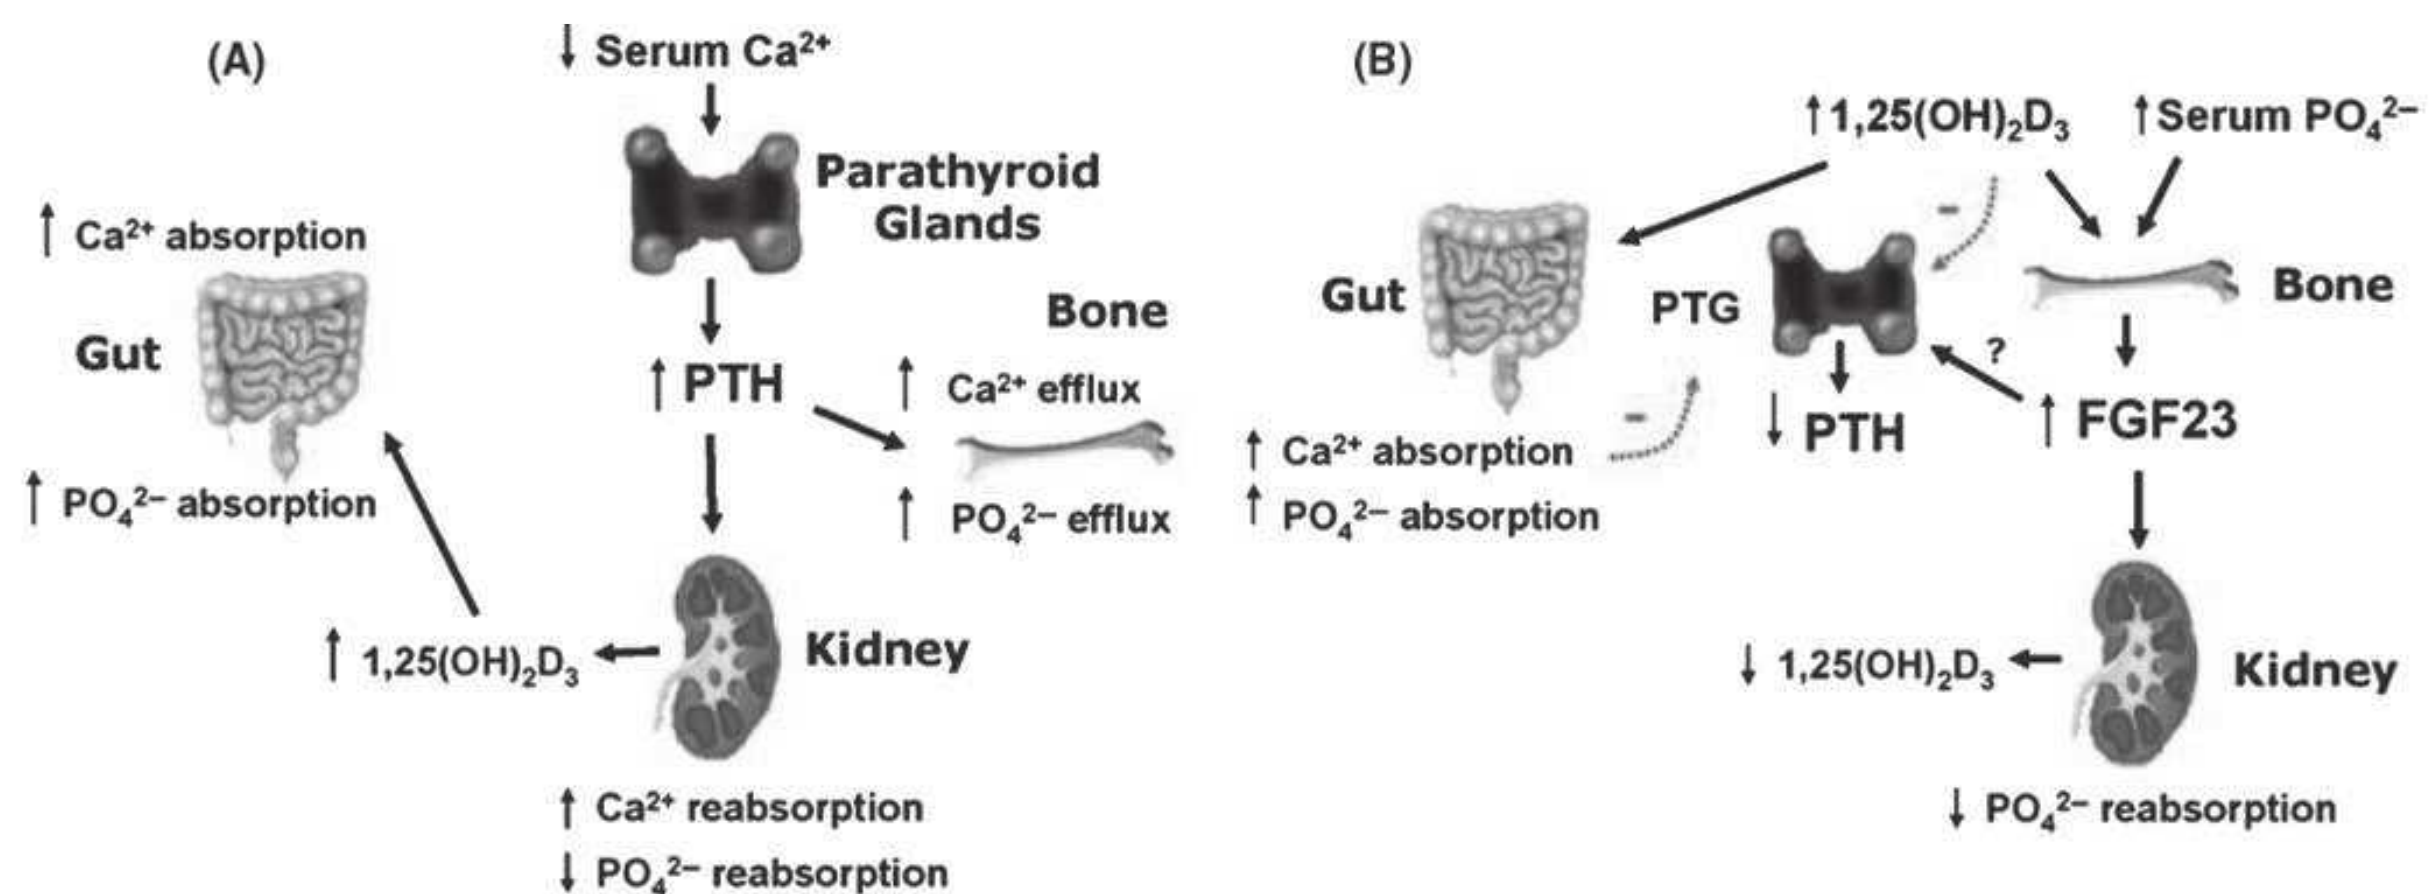 (A)
↓ Serum Ca²⁺
Parathyroid
Glands
↑ Ca²⁺ absorption
Gut
↑ PO₄²⁻ absorption
↑ PTH
Bone
↑ Ca²⁺ efflux
↑ PO₄²⁻ efflux
Kidney
↑ 1,25(OH)₂D₃
↑ Ca²⁺ reabsorption
↓ PO₄²⁻ reabsorption
(B)
↑1,25(OH)₂D₃
↑Serum PO₄²⁻
Gut
PTG
–
Bone
?
–
↓ PTH
↑ FGF23
↑ Ca²⁺ absorption
↑ PO₄²⁻ absorption
↓ 1,25(OH)₂D₃
Kidney
↓ PO₄²⁻ reabsorption